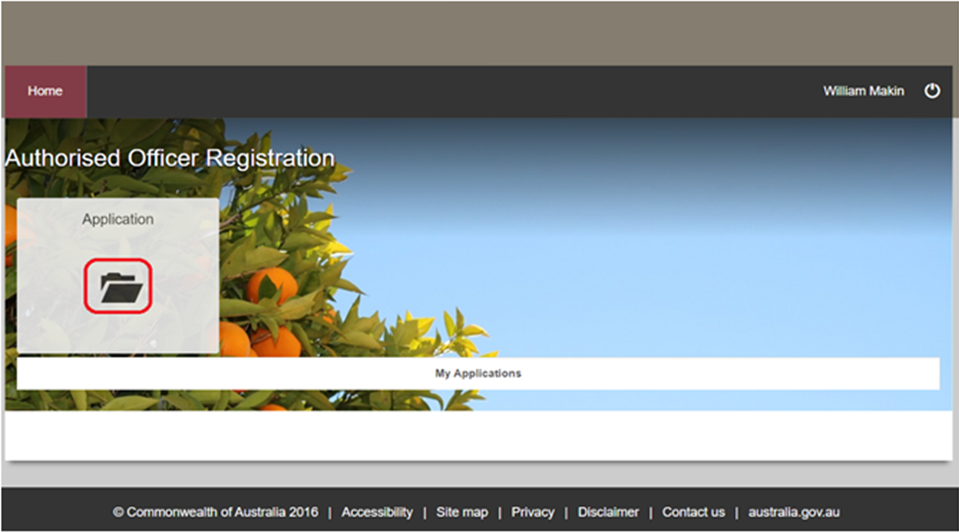 Home
William Makin
Authorised Officer Registration
Application
My Applications
© Commonwealth of Australia 2016 | Accessibility | Site map | Privacy | Disclaimer | Contact us | australia.gov.au